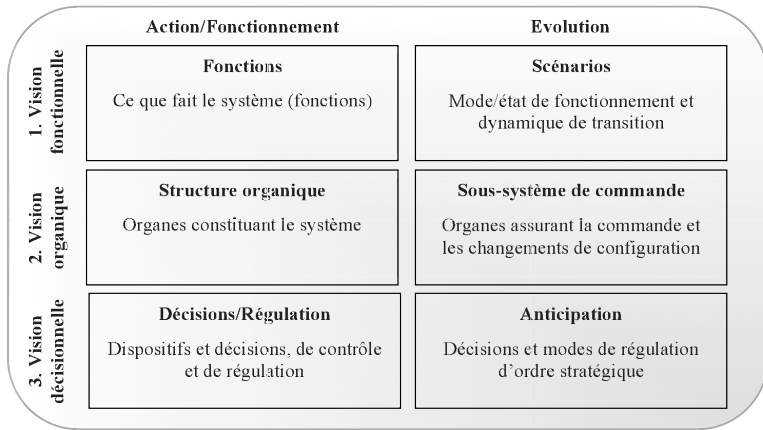 Action/Fonctionnement
Evolution
1. Vision
fonctionnelle
Fonctions
Ce que fait le système (fonctions)
Scénarios
Mode/état de fonctionnement et
dynamique de transition
2. Vision
organique
Structure organique
Organes constituant le système
Sous-système de commande
Organes assurant la commande et
les changements de configuration
3. Vision
décisionnelle
Décisions/Régulation
Dispositifs et décisions, de contrôle
et de régulation
Anticipation
Décisions et modes de régulation
d’ordre stratégique